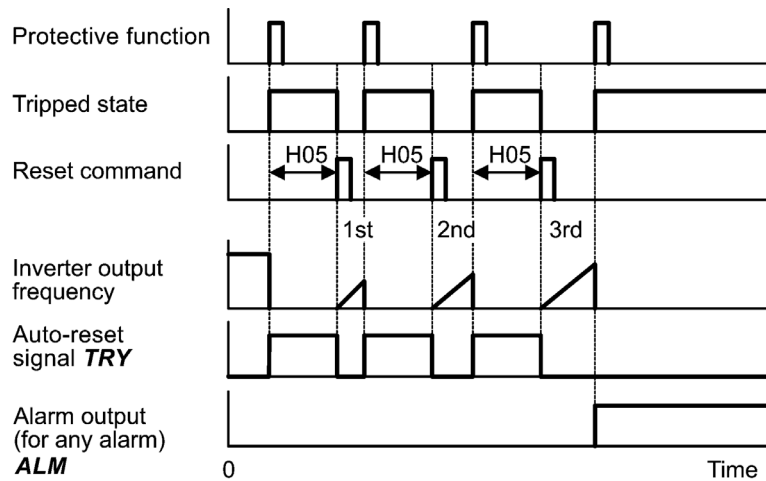 Protective function
Tripped state
H05 H05 H05
Reset command
1st 2nd 3rd
Inverter output
frequency
Auto-reset
signal TRY
Alarm output
(for any alarm)
ALM
0 Time